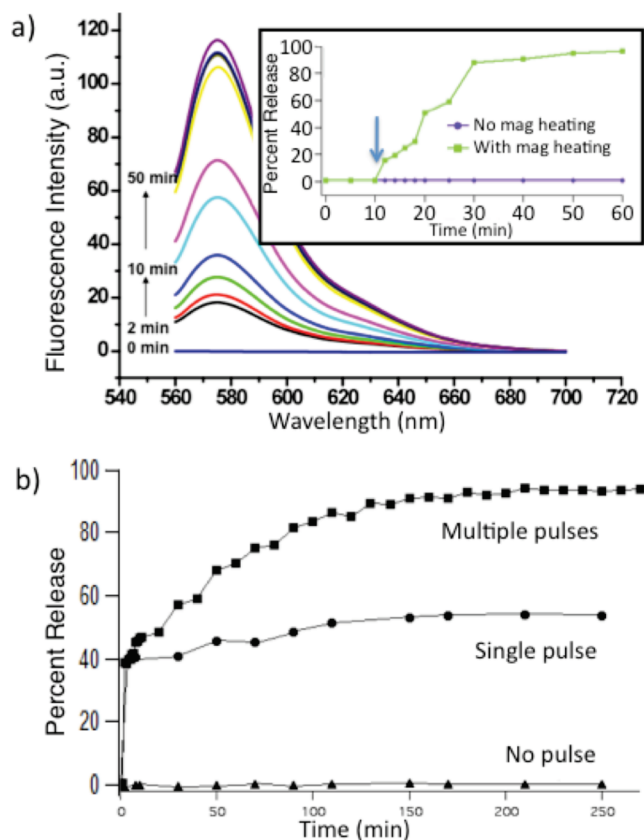 a)
Fluorescence Intensity (a.u.)
120
100
80
60
40
20
0
50 min
10 min
2 min
0 min
540 560 580 600 620 640 660 680 700 720
Wavelength (nm)
Percent Release
100
80
60
40
20
0
No mag heating
With mag heating
0 10 20 30 40 50 60
Time (min)
b)
Percent Release
100
80
60
40
20
0
Multiple pulses
Single pulse
No pulse
0 50 100 150 200 250
Time (min)